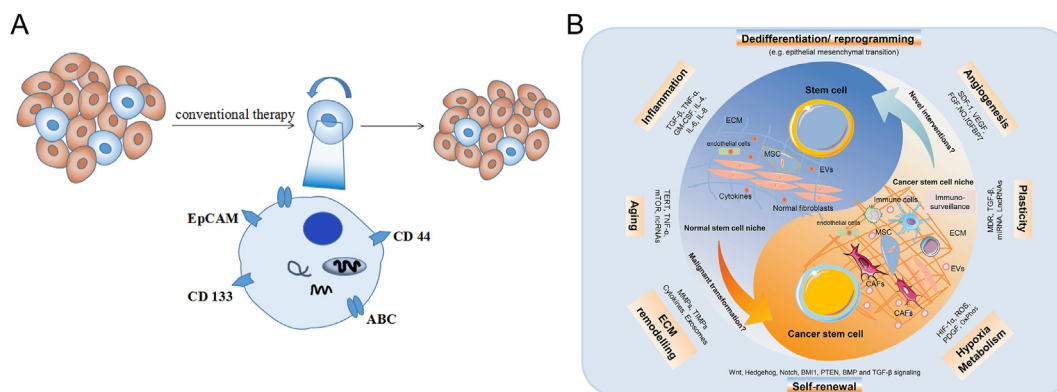 A
conventional therapy
EpCAM
CD 44
CD 133
ABC
B
Dedifferentiation/ reprogramming
(e.g. epithelial mesenchymal transition)
Inflammation
TGF-β, TNF-α,
GM-CSF, IL-4,
IL-6, IL-8
Angiogenesis
SDF-1, VEGF,
FGF,NO,IGFBP7
Stem cell
Novel interventions?
ECM
endothelial cells
MSC
EVs
Cytokines
Normal fibroblasts
Normal stem cell niche
Cancer stem cell niche
Immune cells
Immuno-
surveillance
endothelial cells
MSC
ECM
EVs
CAFs
CAFs
Aging
TERT, TNF-α,
mTOR, ncRNAs
Plasticity
MDR, TGF-β,
miRNA, LncRNAs
Malignant transformation?
Cancer stem cell
ECM
remodelling
MMPs, TIMPs
Cytokines, Exosomes
Hypoxia
Metabolism
HIF-1α, ROS,
PDGF, OxPhos
Wnt, Hedgehog, Notch, BMI1, PTEN, BMP and TGF-β signaling
Self-renewal